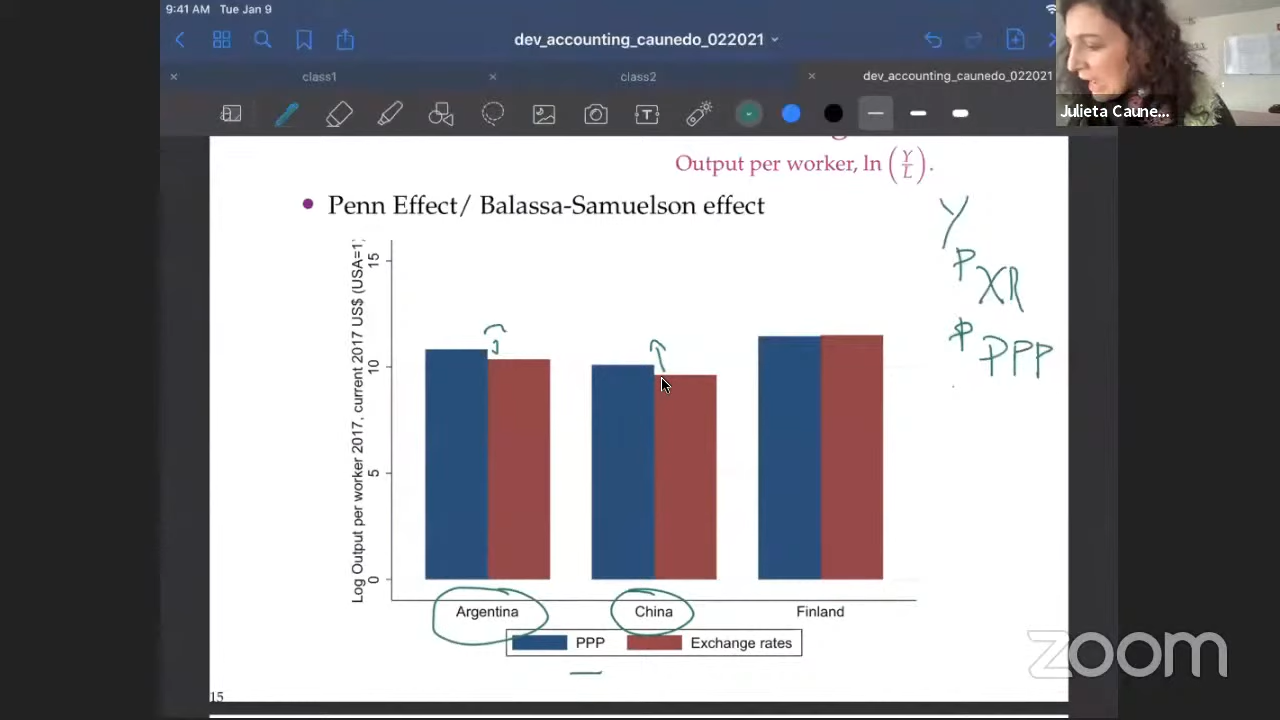 9:41 AM Tue Jan 9
dev_accounting_caunedo_022021
class1
class2
dev_accounting_caunedo_022021
Julieta Caune...
Output per worker, ln (Y/L).
• Penn Effect/ Balassa-Samuelson effect
Y
P XR
P PPP
Log Output per worker 2017, current 2017 US$ (USA=1)
15
10
5
0
Argentina
China
Finland
PPP
Exchange rates
zoom
15